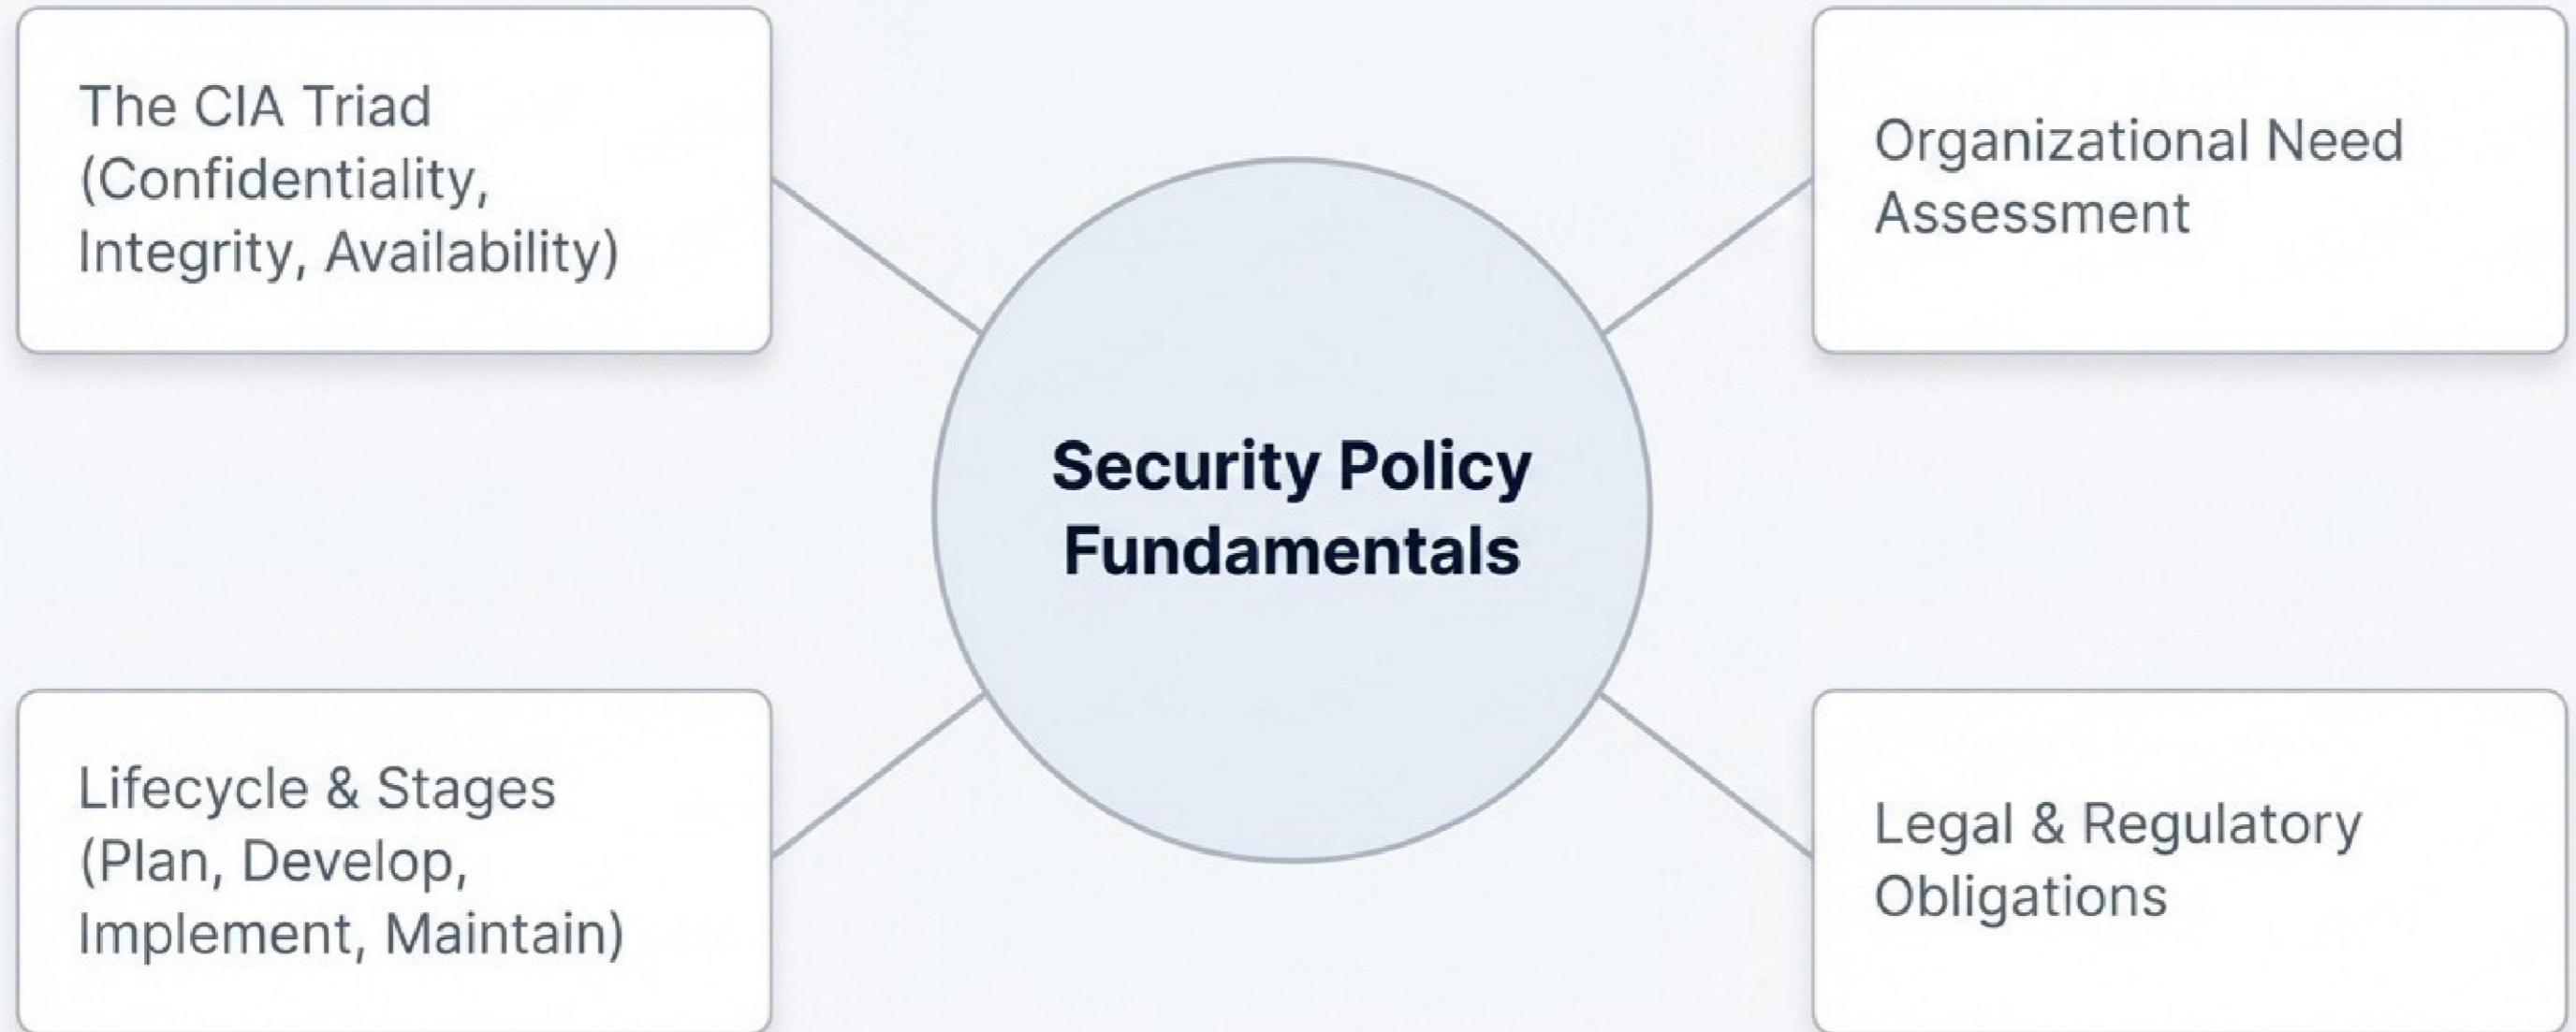 The CIA Triad
(Confidentiality,
Integrity, Availability)
Organizational Need
Assessment
Security Policy
Fundamentals
Lifecycle & Stages
(Plan, Develop,
Implement, Maintain)
Legal & Regulatory
Obligations